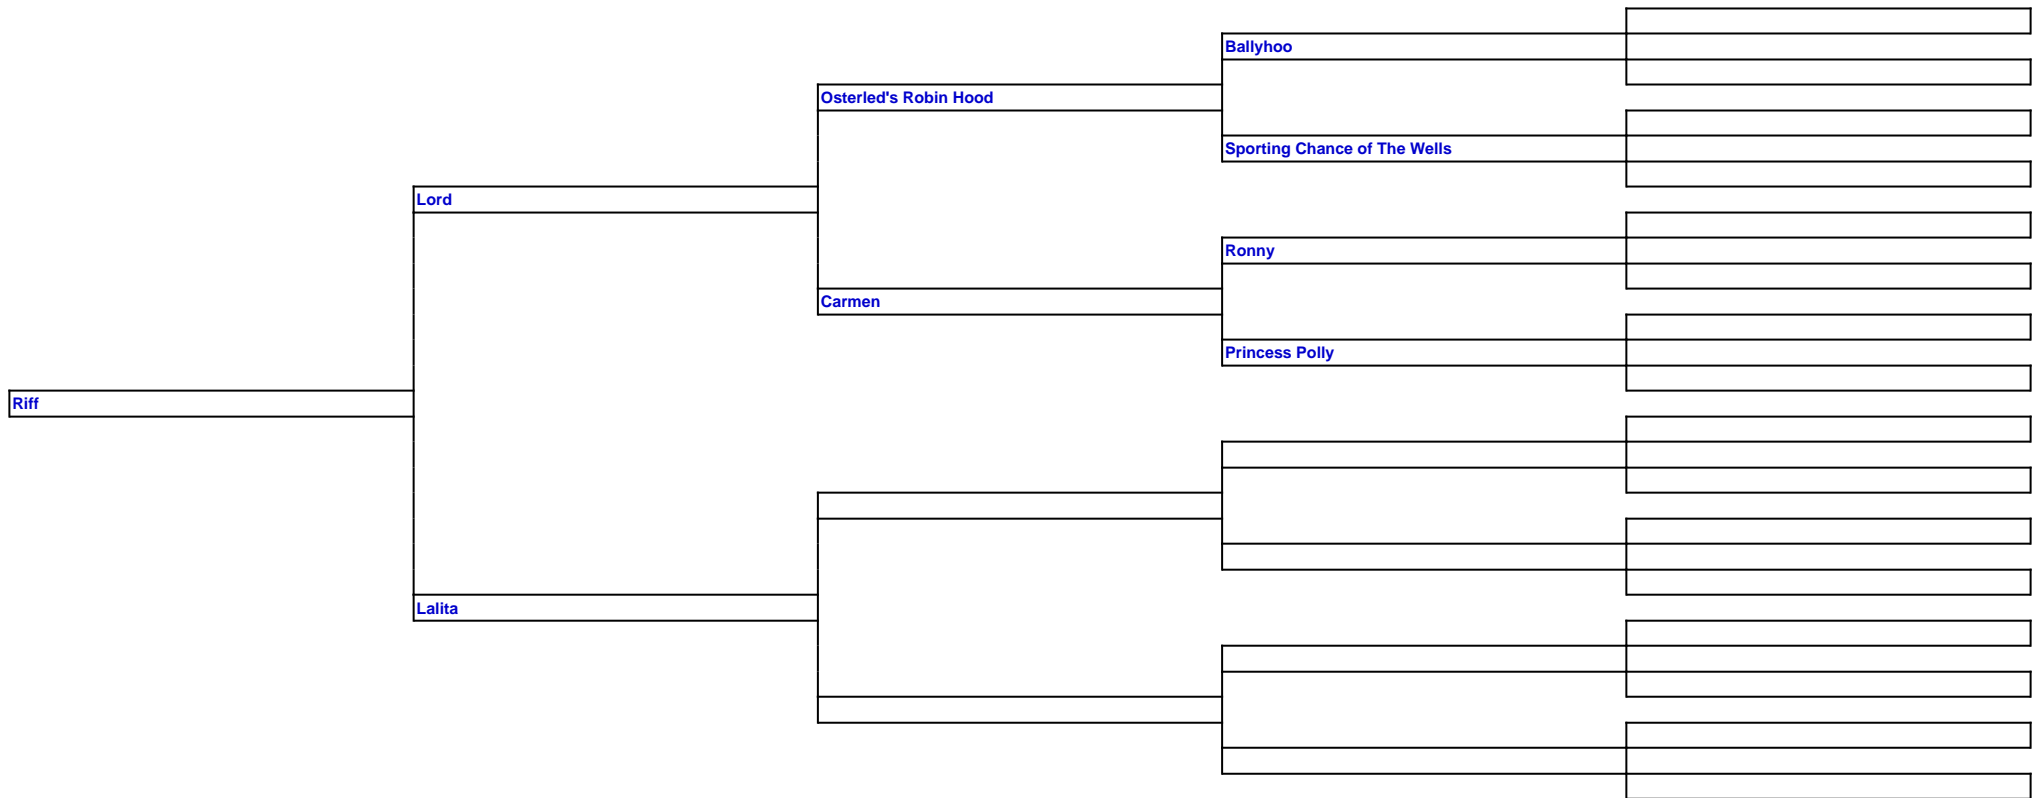 Ballyhoo
Osterled's Robin Hood
Sporting Chance of The Wells
Lord
Ronny
Carmen
Princess Polly
Riff
Lalita